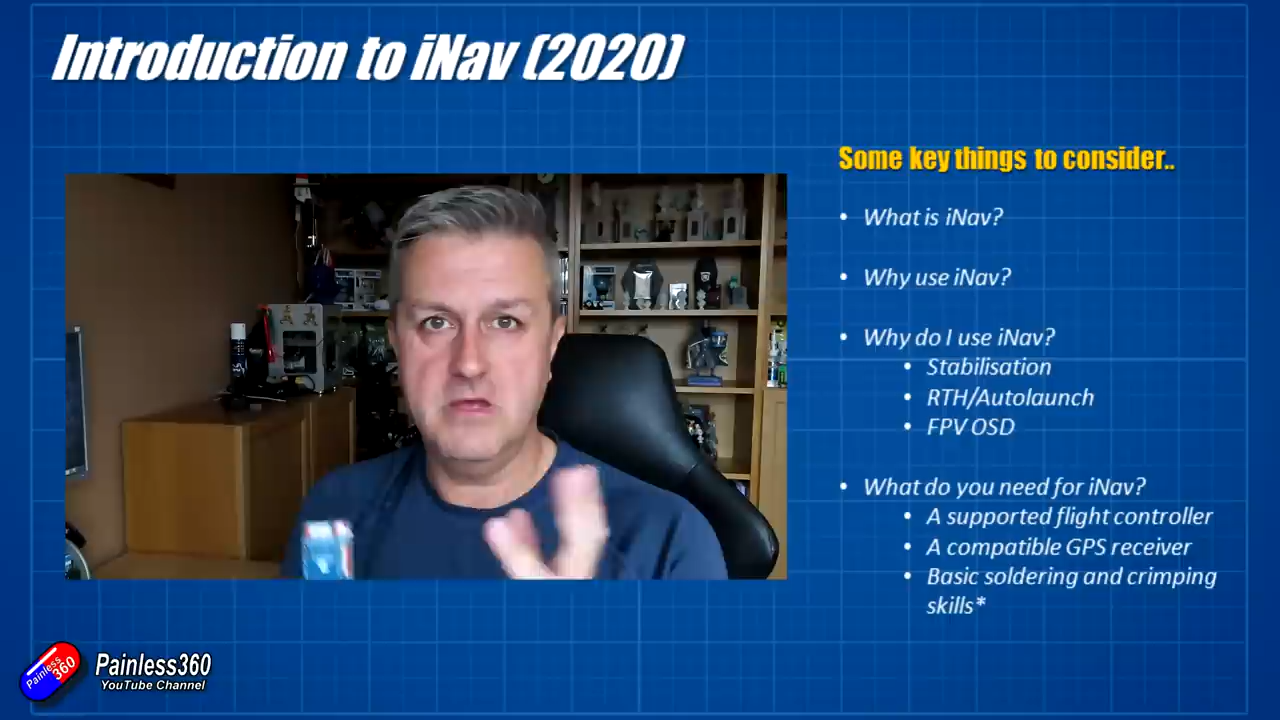 Introduction to iNav (2020)
Some key things to consider..
• What is iNav?
• Why use iNav?
• Why do I use iNav?
• Stabilisation
• RTH/Autolaunch
• FPV OSD
• What do you need for iNav?
• A supported flight controller
• A compatible GPS receiver
• Basic soldering and crimping
skills*
Painless
360
Painless360
YouTube Channel